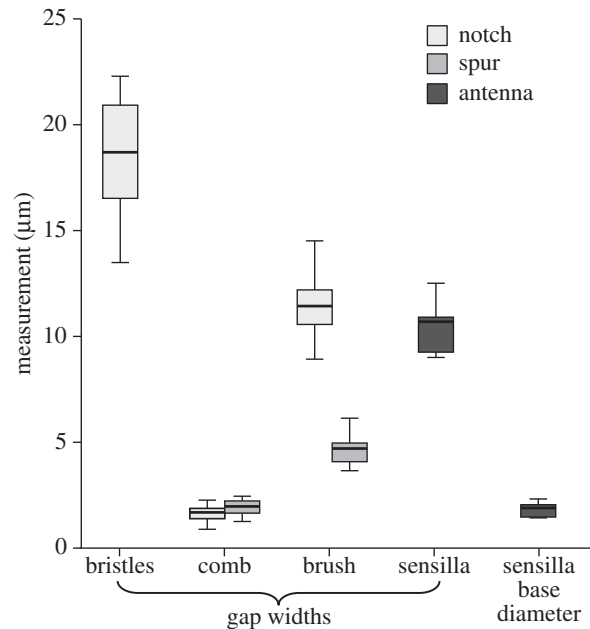 25
20
15
10
5
0
measurement (μm)
notch
spur
antenna
bristles
comb
brush
sensilla
sensilla
base
diameter
gap widths